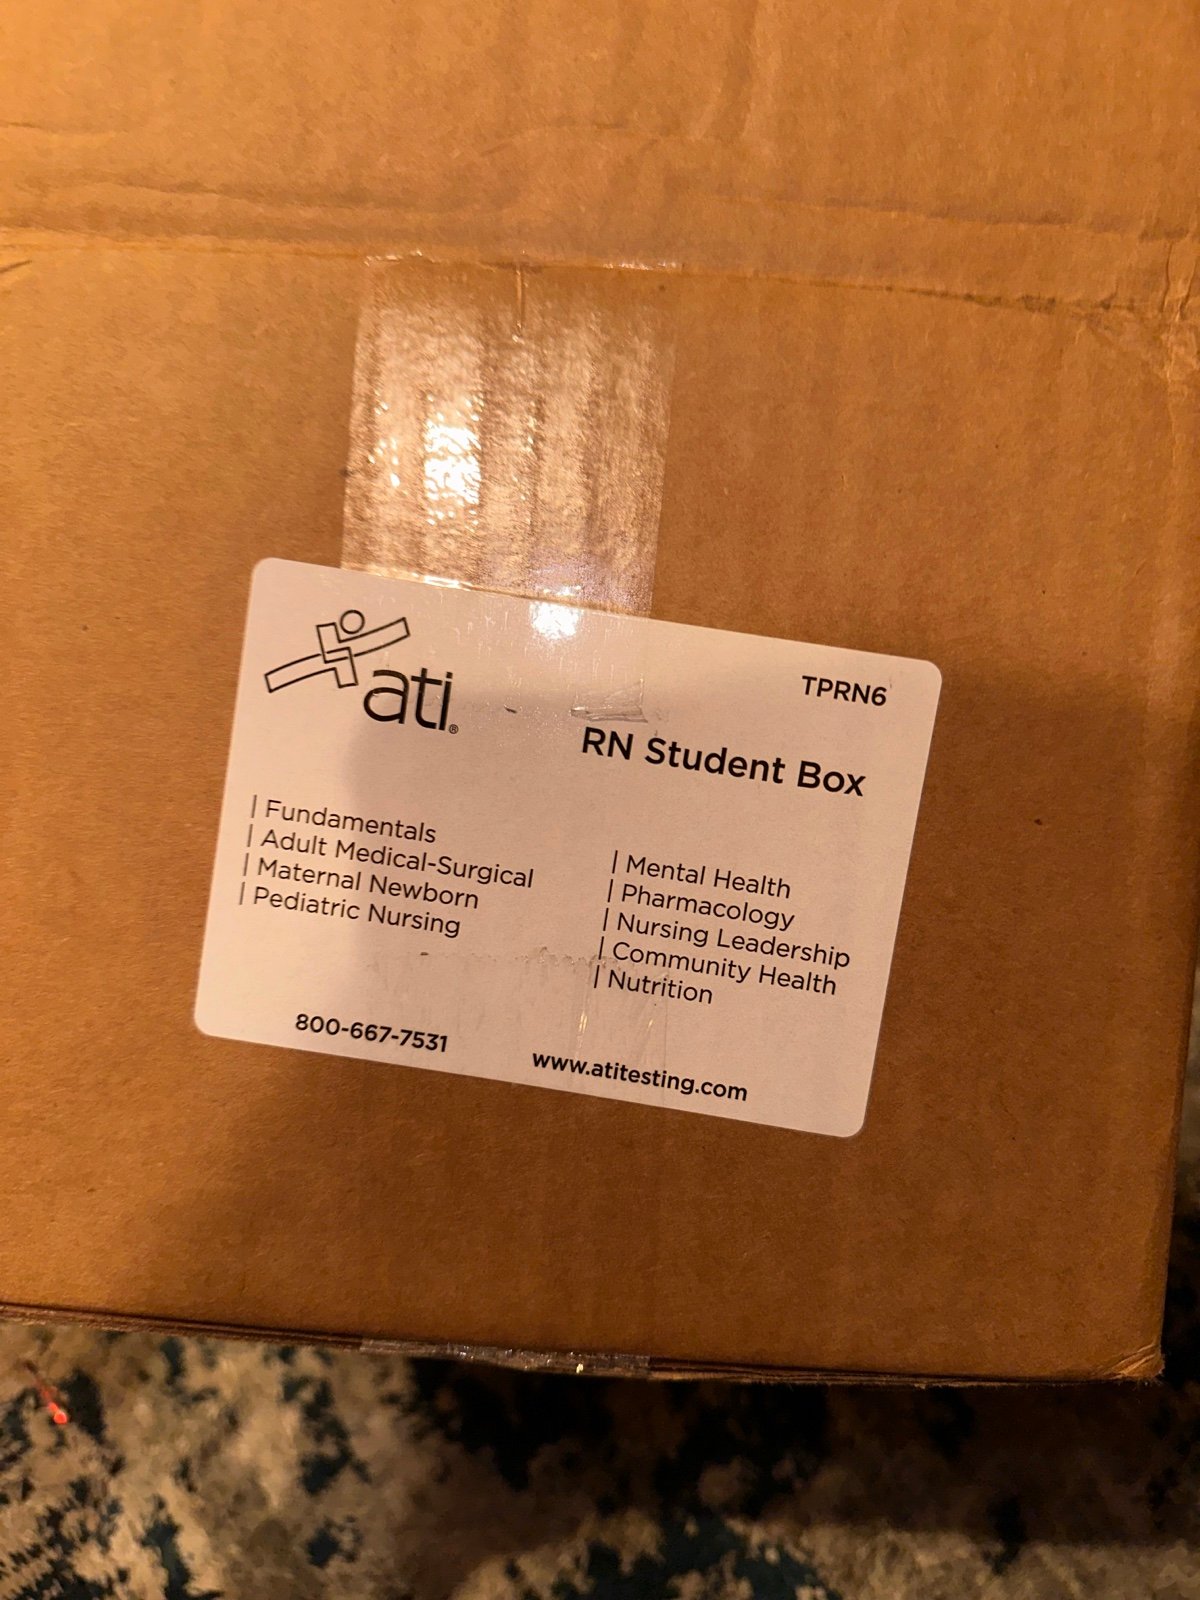 ati®
TPRN6
RN Student Box
| Fundamentals
| Adult Medical-Surgical
| Maternal Newborn
| Pediatric Nursing
| Mental Health
| Pharmacology
| Nursing Leadership
| Community Health
| Nutrition
800-667-7531
www.atitesting.com